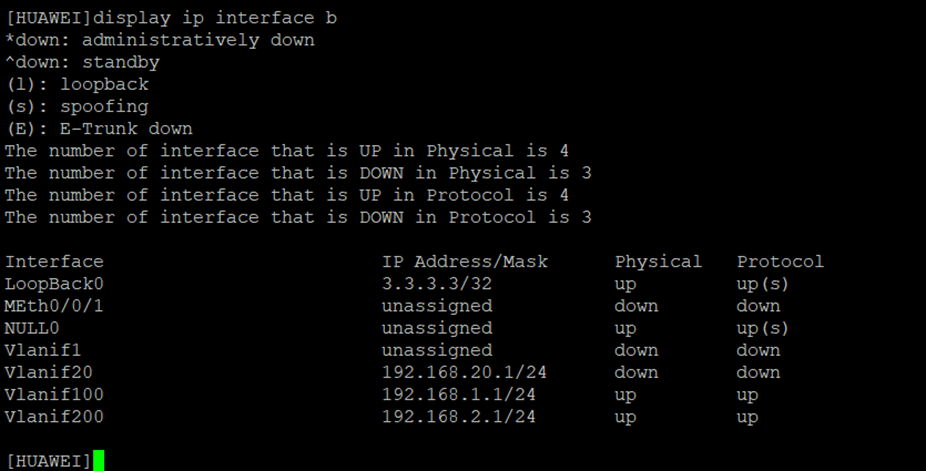 [HUAWEI]display ip interface b
*down: administratively down
^down: standby
(l): loopback
(s): spoofing
(E): E-Trunk down
The number of interface that is UP in Physical is 4
The number of interface that is DOWN in Physical is 3
The number of interface that is UP in Protocol is 4
The number of interface that is DOWN in Protocol is 3
Interface IP Address/Mask Physical Protocol
LoopBack0 3.3.3.3/32 up up(s)
MEth0/0/1 unassigned down down
NULL0 unassigned up up(s)
Vlanif1 unassigned down down
Vlanif20 192.168.20.1/24 down down
Vlanif100 192.168.1.1/24 up up
Vlanif200 192.168.2.1/24 up up
[HUAWEI]